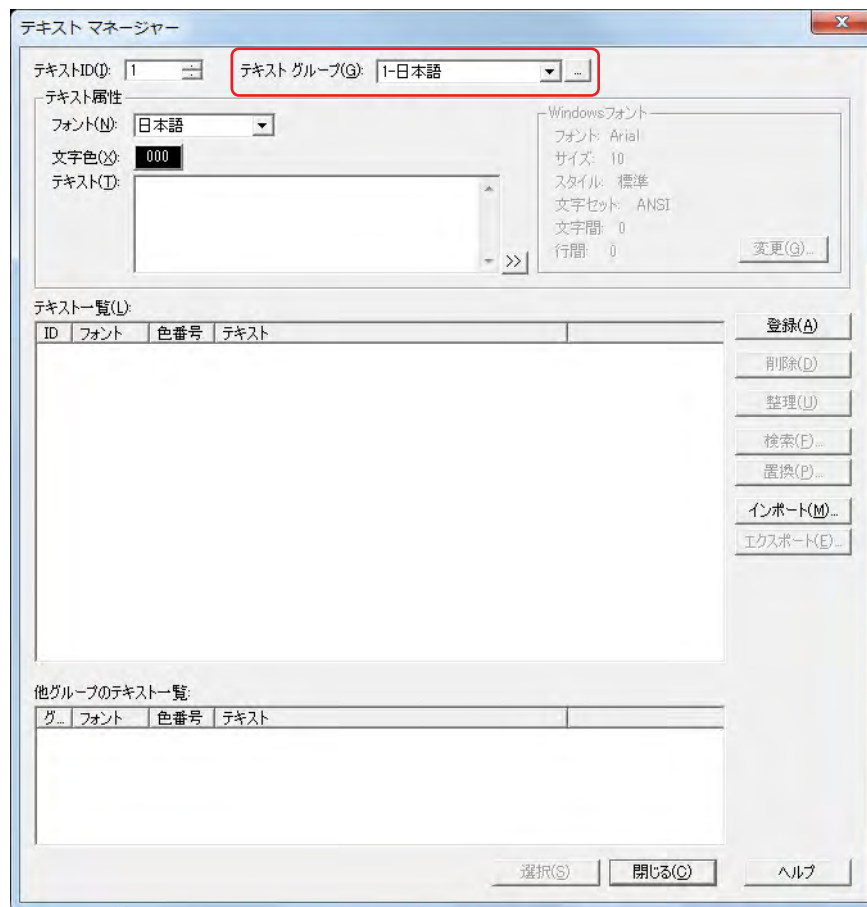 テキスト マネージャー
テキストID(I): 1 テキスト グループ(G): 1-日本語 ...
テキスト属性
フォント(N): 日本語
文字色(X): 000
テキスト(T):
>>
Windowsフォント
フォント: Arial
サイズ: 10
スタイル: 標準
文字セット: ANSI
文字間: 0
行間: 0
変更(G)...
テキスト一覧(L):
ID フォント 色番号 テキスト
登録(A)
削除(D)
整理(U)
検索(F)...
置換(P)...
インポート(M)...
エクスポート(E)...
他グループのテキスト一覧:
グ... フォント 色番号 テキスト
選択(S) 閉じる(C) ヘルプ